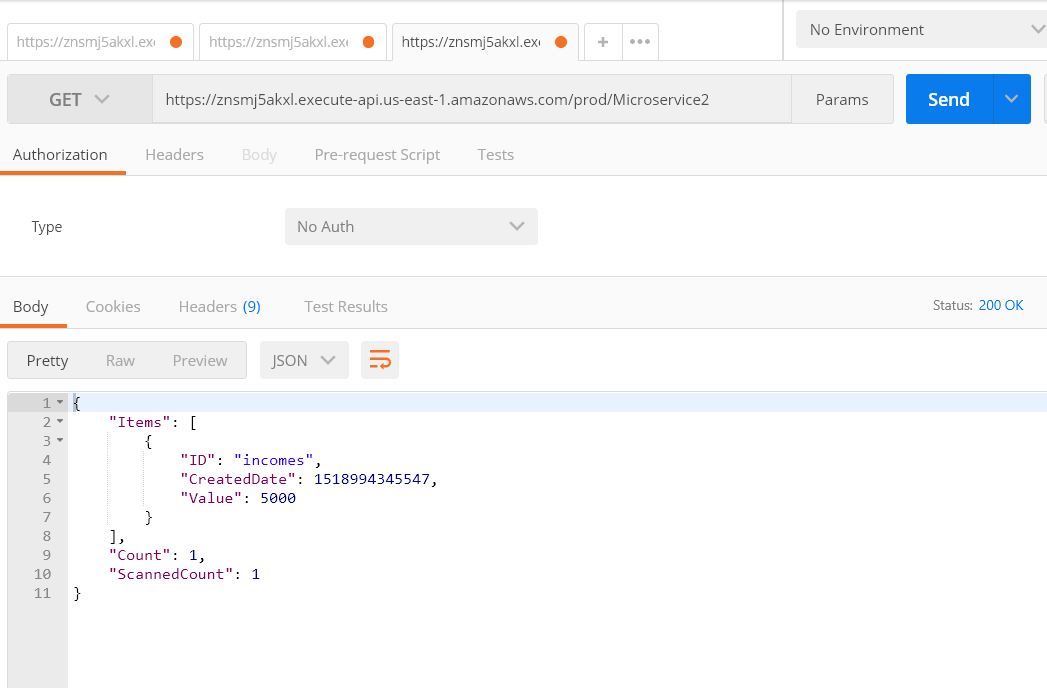 https://znsmj5akxl.exe https://znsmj5akxl.exe https://znsmj5akxl.exe + ••• No Environment
GET https://znsmj5akxl.execute-api.us-east-1.amazonaws.com/prod/Microservice2 Params Send
Authorization Headers Body Pre-request Script Tests
Type No Auth
Body Cookies Headers (9) Test Results Status: 200 OK
Pretty Raw Preview JSON
1 {
2 "Items": [
3 {
4 "ID": "incomes",
5 "CreatedDate": 1518994345547,
6 "Value": 5000
7 }
8 ],
9 "Count": 1,
10 "ScannedCount": 1
11 }